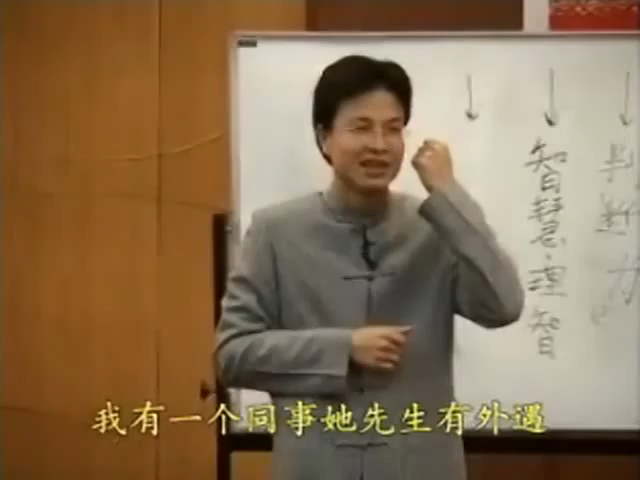 判断力
智慧·理智
我有一个同事她先生有外遇